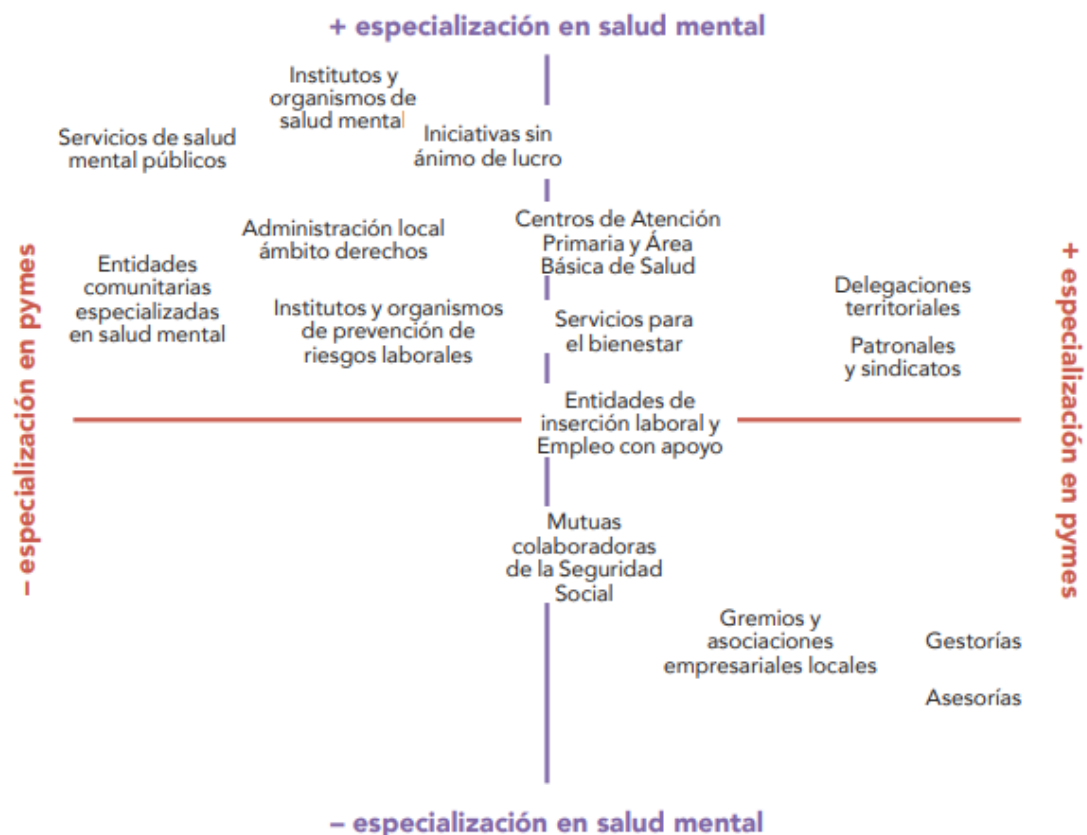 + especialización en salud mental
Institutos y
organismos de
salud mental
Servicios de salud
mental públicos
Iniciativas sin
ánimo de lucro
Administración local
ámbito derechos
Centros de Atención
Primaria y Área
Básica de Salud
Entidades
comunitarias
especializadas
en salud mental
Institutos y organismos
de prevención de
riesgos laborales
Servicios para
el bienestar
Delegaciones
territoriales
Patronales
y sindicatos
– especialización en pymes
+ especialización en pymes
Entidades de
inserción laboral y
Empleo con apoyo
Mutuas
colaboradoras
de la Seguridad
Social
Gremios y
asociaciones
empresariales locales
Gestorías
Asesorías
– especialización en salud mental